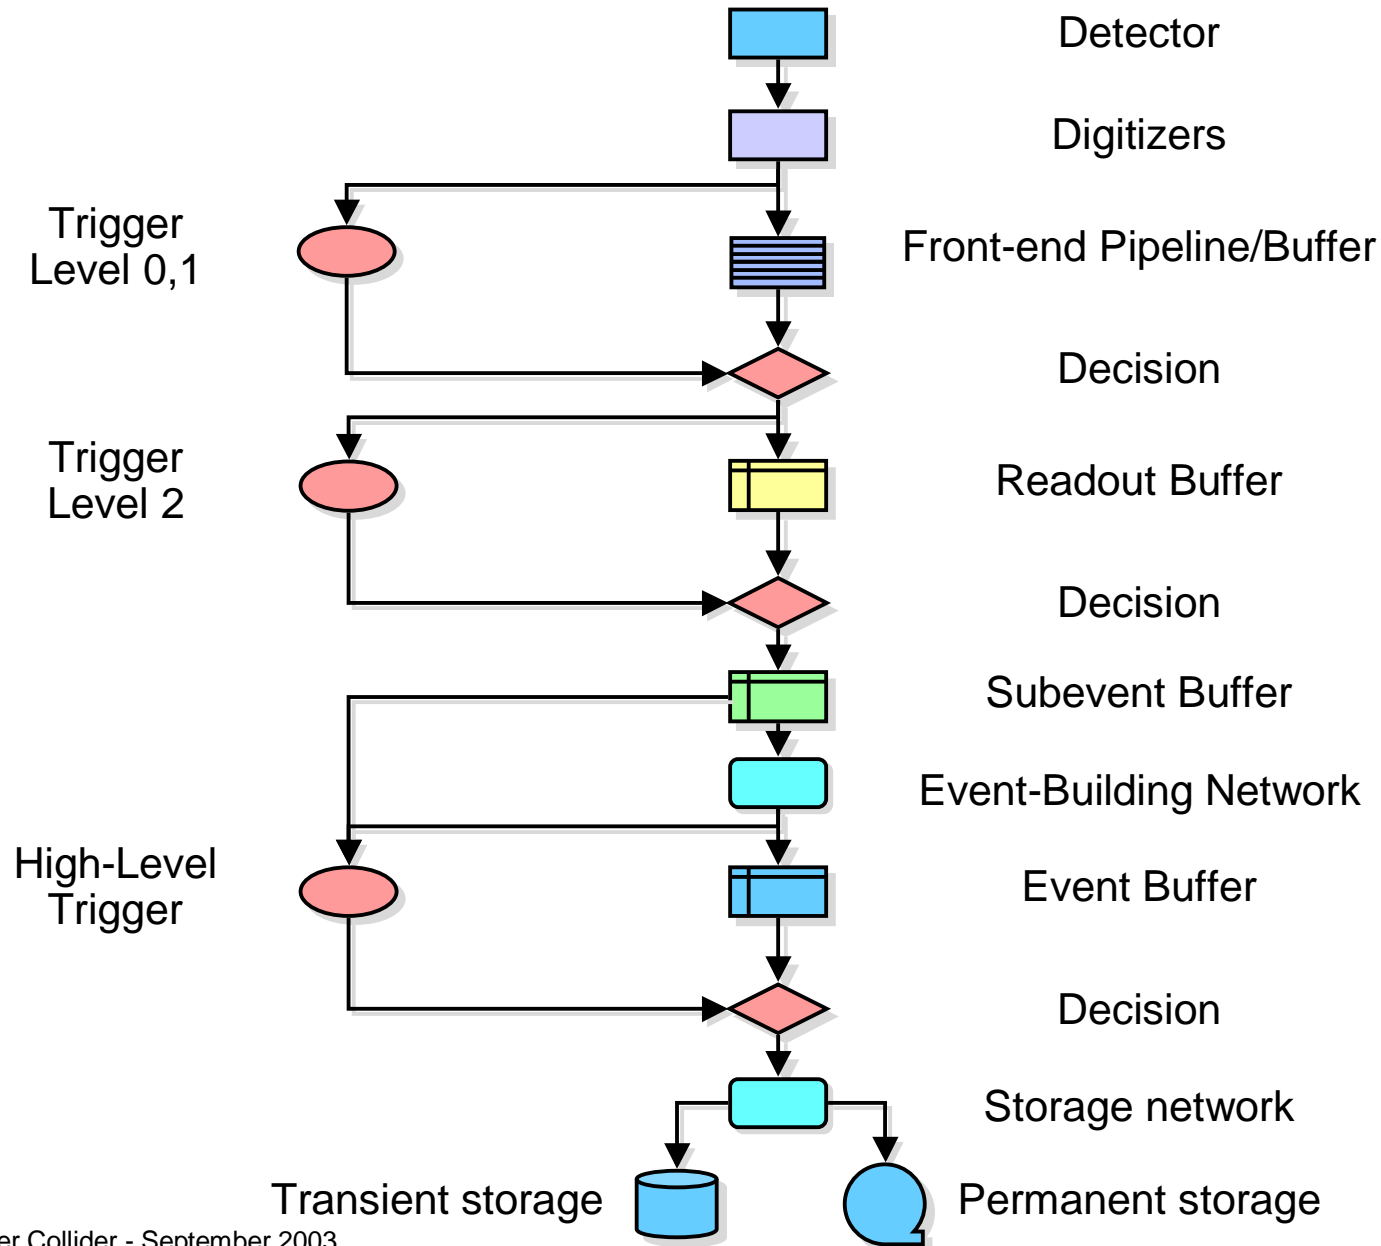 Detector
Digitizers
Trigger
Level 0,1
Front-end Pipeline/Buffer
Decision
Trigger
Level 2
Readout Buffer
Decision
Subevent Buffer
Event-Building Network
High-Level
Trigger
Event Buffer
Decision
Storage network
Transient storage
Permanent storage
Collider - September 2003